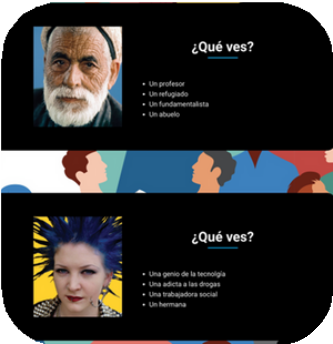 ¿Qué ves?
• Un profesor
• Un refugiado
• Un fundamentalista
• Un abuelo
¿Qué ves?
• Una genio de la tecnolgía
• Una adicta a las drogas
• Una trabajadora social
• Un hermana